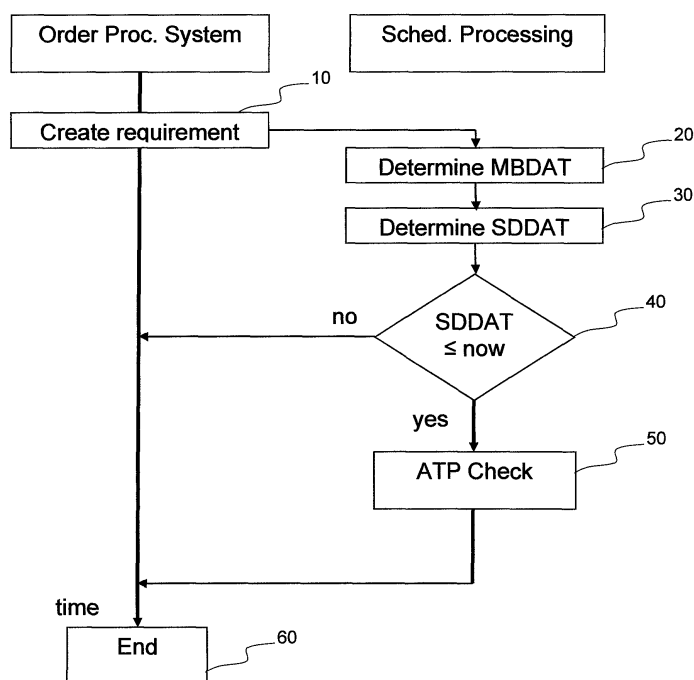 Order Proc. System
Sched. Processing
10
Create requirement
20
Determine MBDAT
30
Determine SDDAT
40
no
SDDAT
≤ now
yes
50
ATP Check
time
End
60